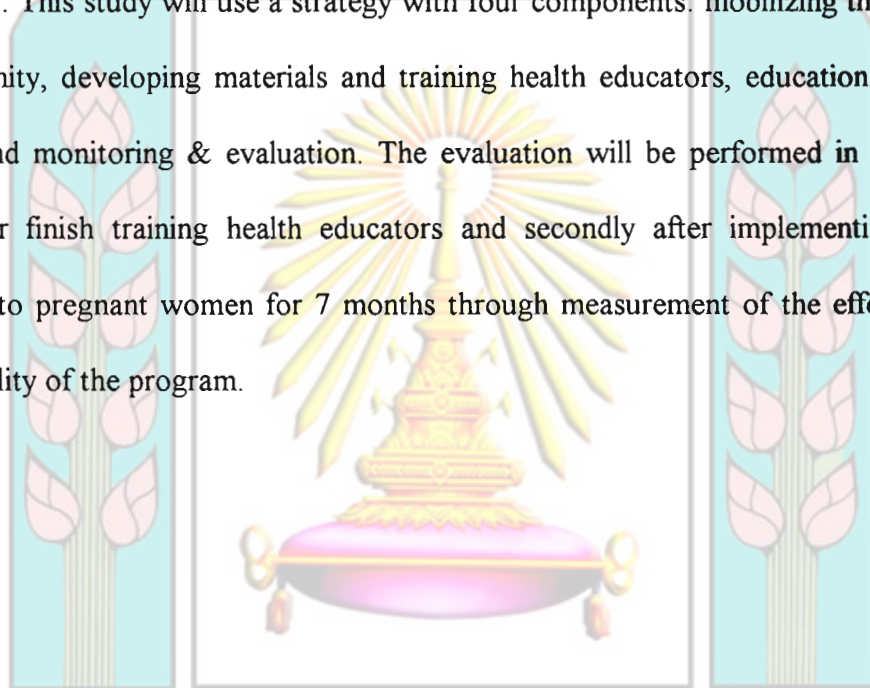 . This study will use a strategy with four components: mobilizing th
nity, developing materials and training health educators, education
nd monitoring & evaluation. The evaluation will be performed in
r finish training health educators and secondly after implementi
to pregnant women for 7 months through measurement of the effe
lity of the program.